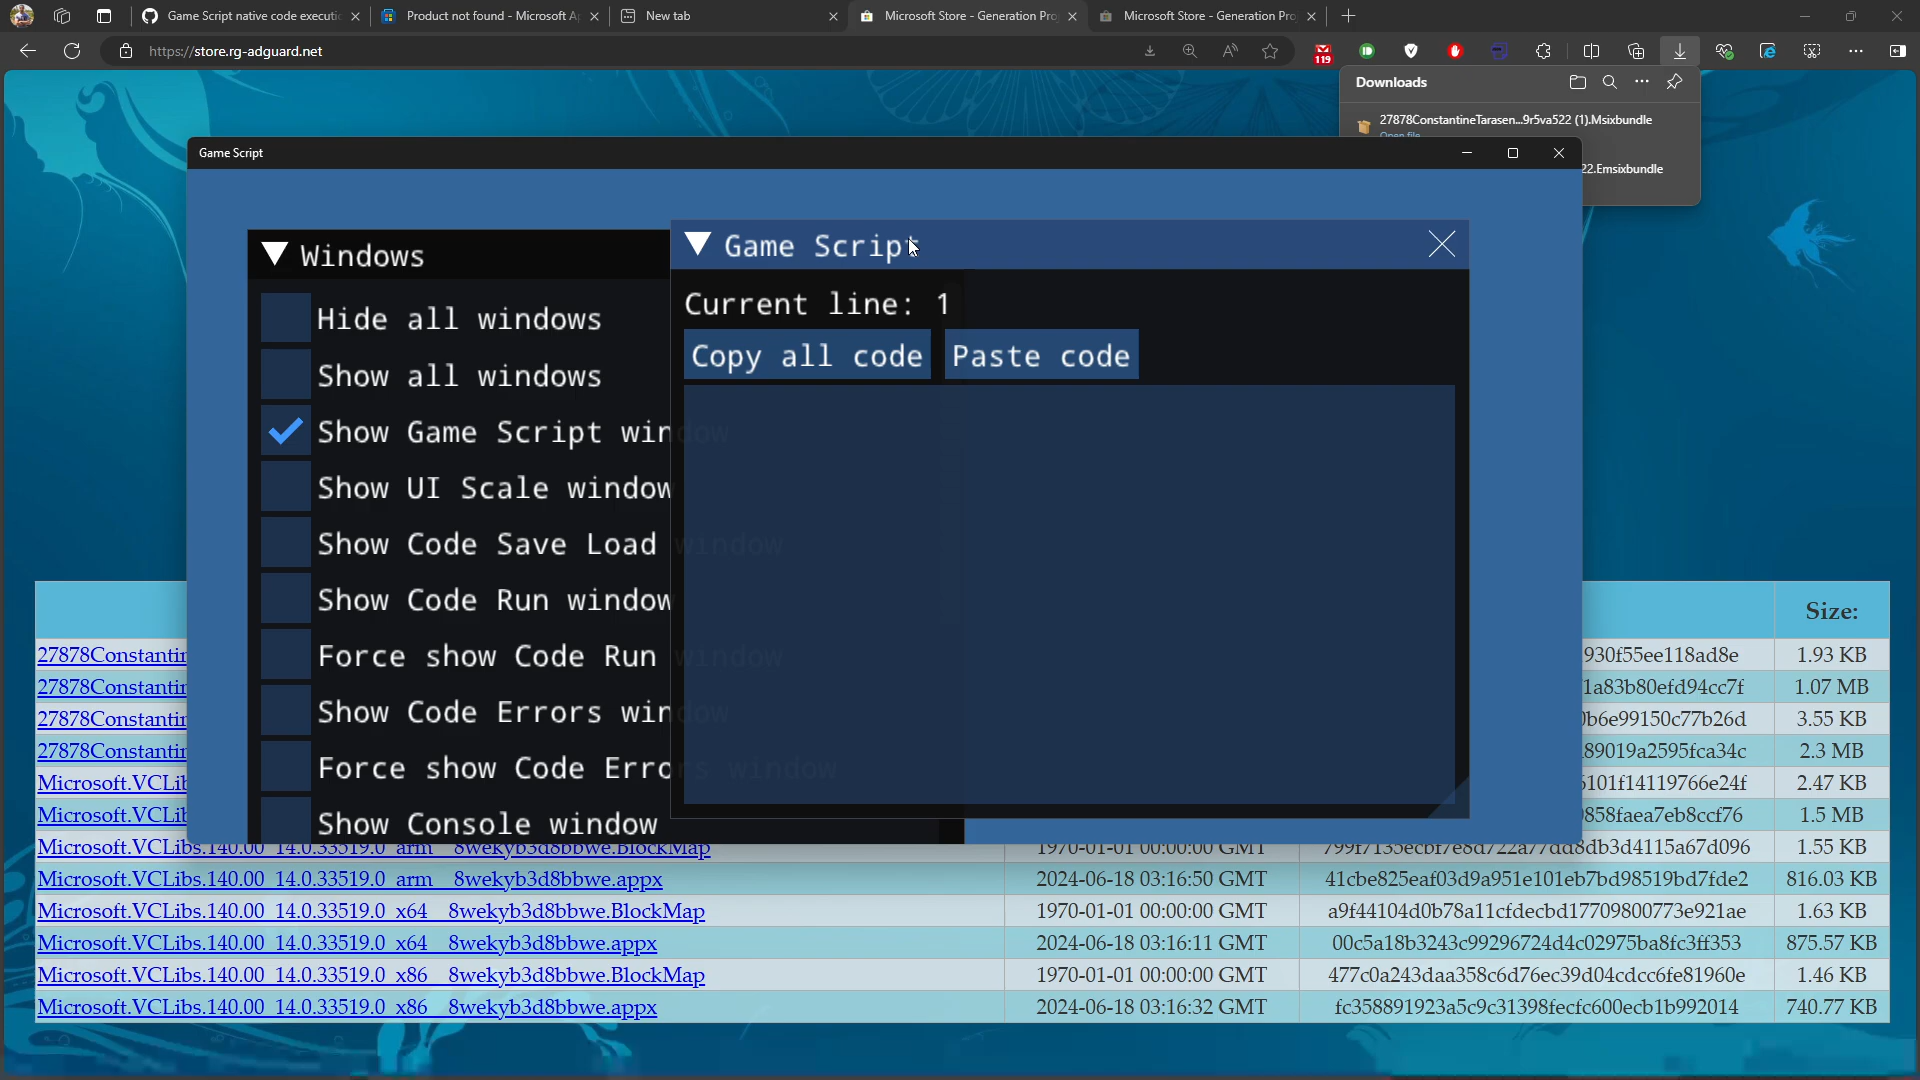 Game Script native code executi
Product not found - Microsoft A
New tab
Microsoft Store - Generation Pro
Microsoft Store - Generation Pro
https://store.rg-adguard.net
119
Downloads
27878ConstantineTarasen...9r5va522 (1).Msixbundle
Open file
22.Emsixbundle
Game Script
Windows
Hide all windows
Show all windows
Show Game Script window
Show UI Scale window
Show Code Save Load window
Show Code Run window
Force show Code Run window
Show Code Errors window
Force show Code Errors window
Show Console window
Game Script
Current line: 1
Copy all code Paste code
Size:
27878Constantin 930f55ee118ad8e 1.93 KB
27878Constantin 1a83b80efd94cc7f 1.07 MB
27878Constantin 0b6e99150c77b26d 3.55 KB
27878Constantin 89019a2595fca34c 2.3 MB
Microsoft.VCLib 6101f14119766e24f 2.47 KB
Microsoft.VCLib 858faea7eb8ccf76 1.5 MB
Microsoft.VCLibs.140.00_14.0.33519.0_arm__8wekyb3d8bbwe.BlockMap 1970-01-01 00:00:00 GMT 799f7135ecbf7e8d722a77dd8db3d4115a67d096 1.55 KB
Microsoft.VCLibs.140.00_14.0.33519.0_arm__8wekyb3d8bbwe.appx 2024-06-18 03:16:50 GMT 41cbe825eaf03d9a951e101eb7bd98519bd7fde2 816.03 KB
Microsoft.VCLibs.140.00_14.0.33519.0_x64__8wekyb3d8bbwe.BlockMap 1970-01-01 00:00:00 GMT a9f44104d0b78a11cfdecbd17709800773e921ae 1.63 KB
Microsoft.VCLibs.140.00_14.0.33519.0_x64__8wekyb3d8bbwe.appx 2024-06-18 03:16:11 GMT 00c5a18b3243c99296724d4c02975ba8fc3ff353 875.57 KB
Microsoft.VCLibs.140.00_14.0.33519.0_x86__8wekyb3d8bbwe.BlockMap 1970-01-01 00:00:00 GMT 477c0a243daa358c6d76ec39d04cdcc6fe81960e 1.46 KB
Microsoft.VCLibs.140.00_14.0.33519.0_x86__8wekyb3d8bbwe.appx 2024-06-18 03:16:32 GMT fc358891923a5c9c31398fecfc600ecb1b992014 740.77 KB